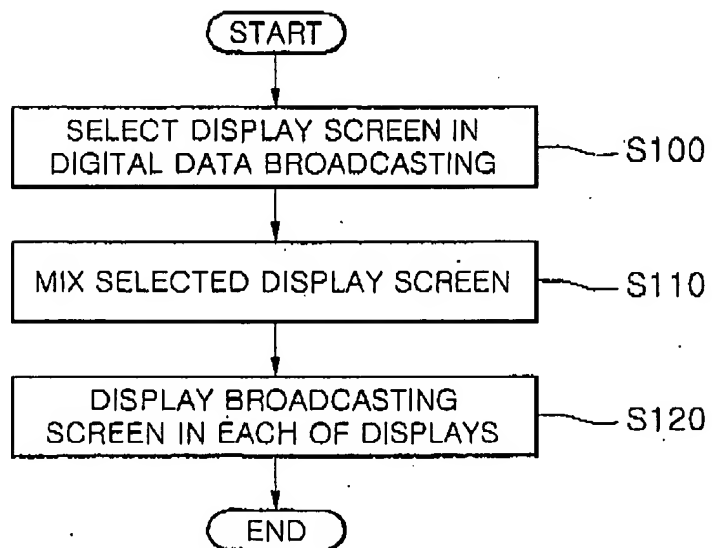 START
SELECT DISPLAY SCREEN IN
DIGITAL DATA BROADCASTING
S100
MIX SELECTED DISPLAY SCREEN
S110
DISPLAY BROADCASTING
SCREEN IN EACH OF DISPLAYS
S120
END